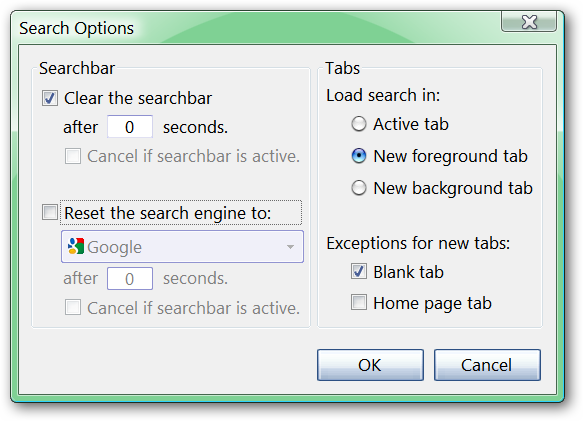 Search Options
Searchbar
Clear the searchbar
after 0 seconds.
Cancel if searchbar is active.
Reset the search engine to:
Google
after 0 seconds.
Cancel if searchbar is active.
Tabs
Load search in:
Active tab
New foreground tab
New background tab
Exceptions for new tabs:
Blank tab
Home page tab
OK
Cancel